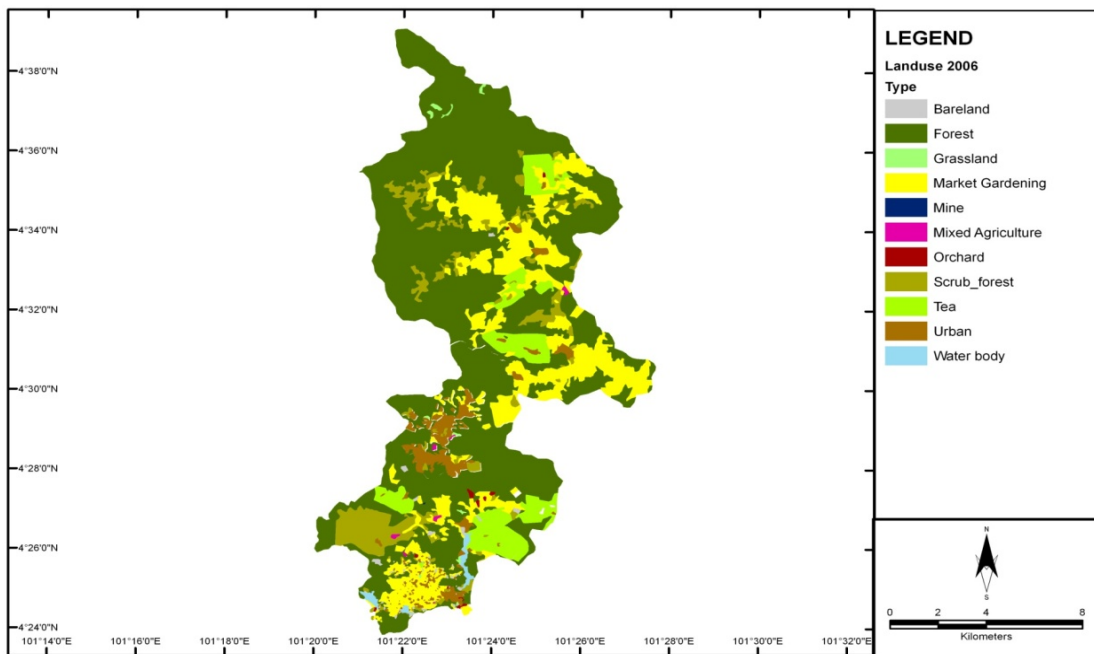 4°38'0"N
4°36'0"N
4°34'0"N
4°32'0"N
4°30'0"N
4°28'0"N
4°26'0"N
4°24'0"N
101°14'0"E 101°16'0"E 101°18'0"E 101°20'0"E 101°22'0"E 101°24'0"E 101°26'0"E 101°28'0"E 101°30'0"E 101°32'0"E
LEGEND
Landuse 2006
Type
Bareland
Forest
Grassland
Market Gardening
Mine
Mixed Agriculture
Orchard
Scrub_forest
Tea
Urban
Water body
N
S
0 2 4 8
Kilometers